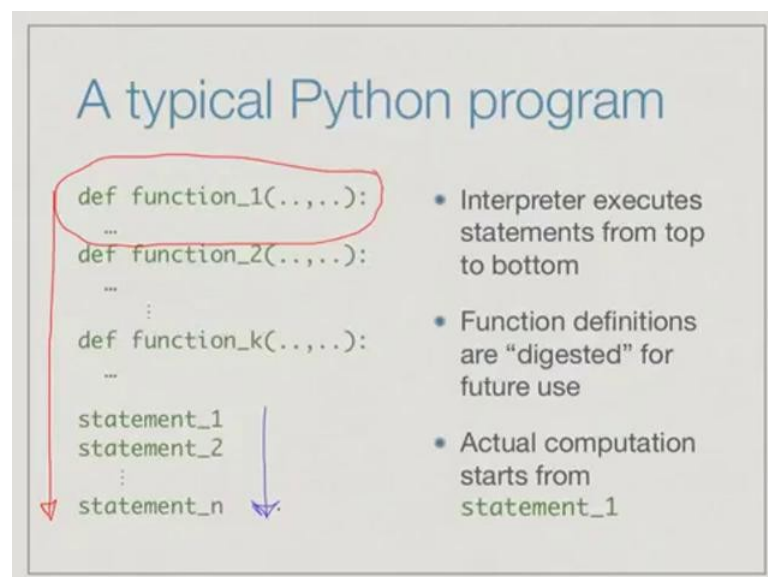 A typical Python program
def function_1(..,..):
…
def function_2(..,..):
…
⋮
def function_k(..,..):
…
statement_1
statement_2
⋮
statement_n
• Interpreter executes
statements from top
to bottom
• Function definitions
are “digested” for
future use
• Actual computation
starts from
statement_1